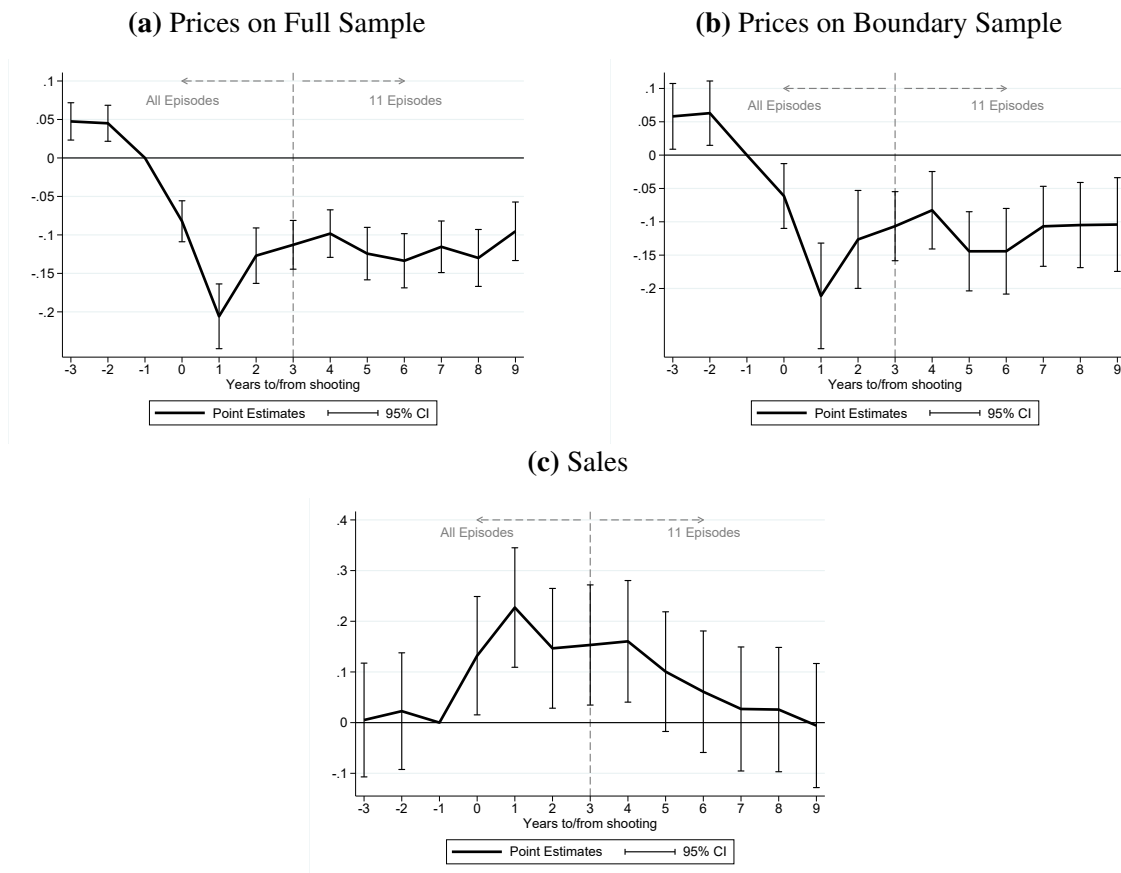 (a) Prices on Full Sample
.1
.05
0
-.05
-.1
-.15
-.2
All Episodes
11 Episodes
-3 -2 -1 0 1 2 3 4 5 6 7 8 9
Years to/from shooting
Point Estimates 95% CI
(b) Prices on Boundary Sample
.1
.05
0
-.05
-.1
-.15
-.2
All Episodes
11 Episodes
-3 -2 -1 0 1 2 3 4 5 6 7 8 9
Years to/from shooting
Point Estimates 95% CI
(c) Sales
.4
.3
.2
.1
0
-.1
All Episodes
11 Episodes
-3 -2 -1 0 1 2 3 4 5 6 7 8 9
Years to/from shooting
Point Estimates 95% CI